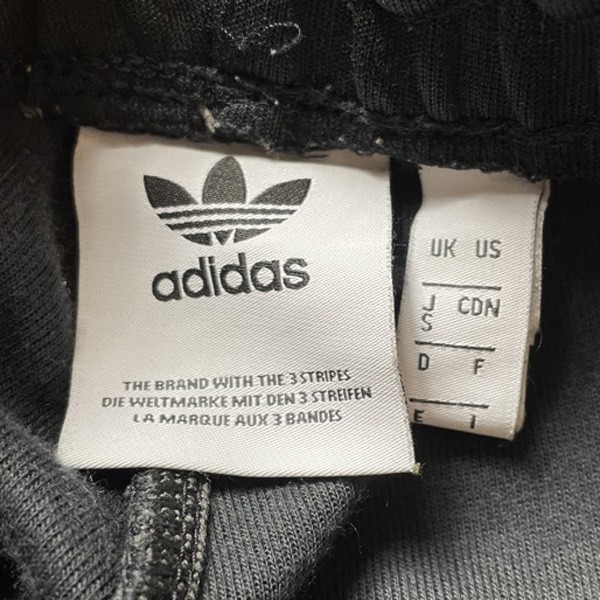 adidas
THE BRAND WITH THE 3 STRIPES
DIE WELTMARKE MIT DEN 3 STREIFEN
LA MARQUE AUX 3 BANDES
UK US
J CDN
S
D F
E I